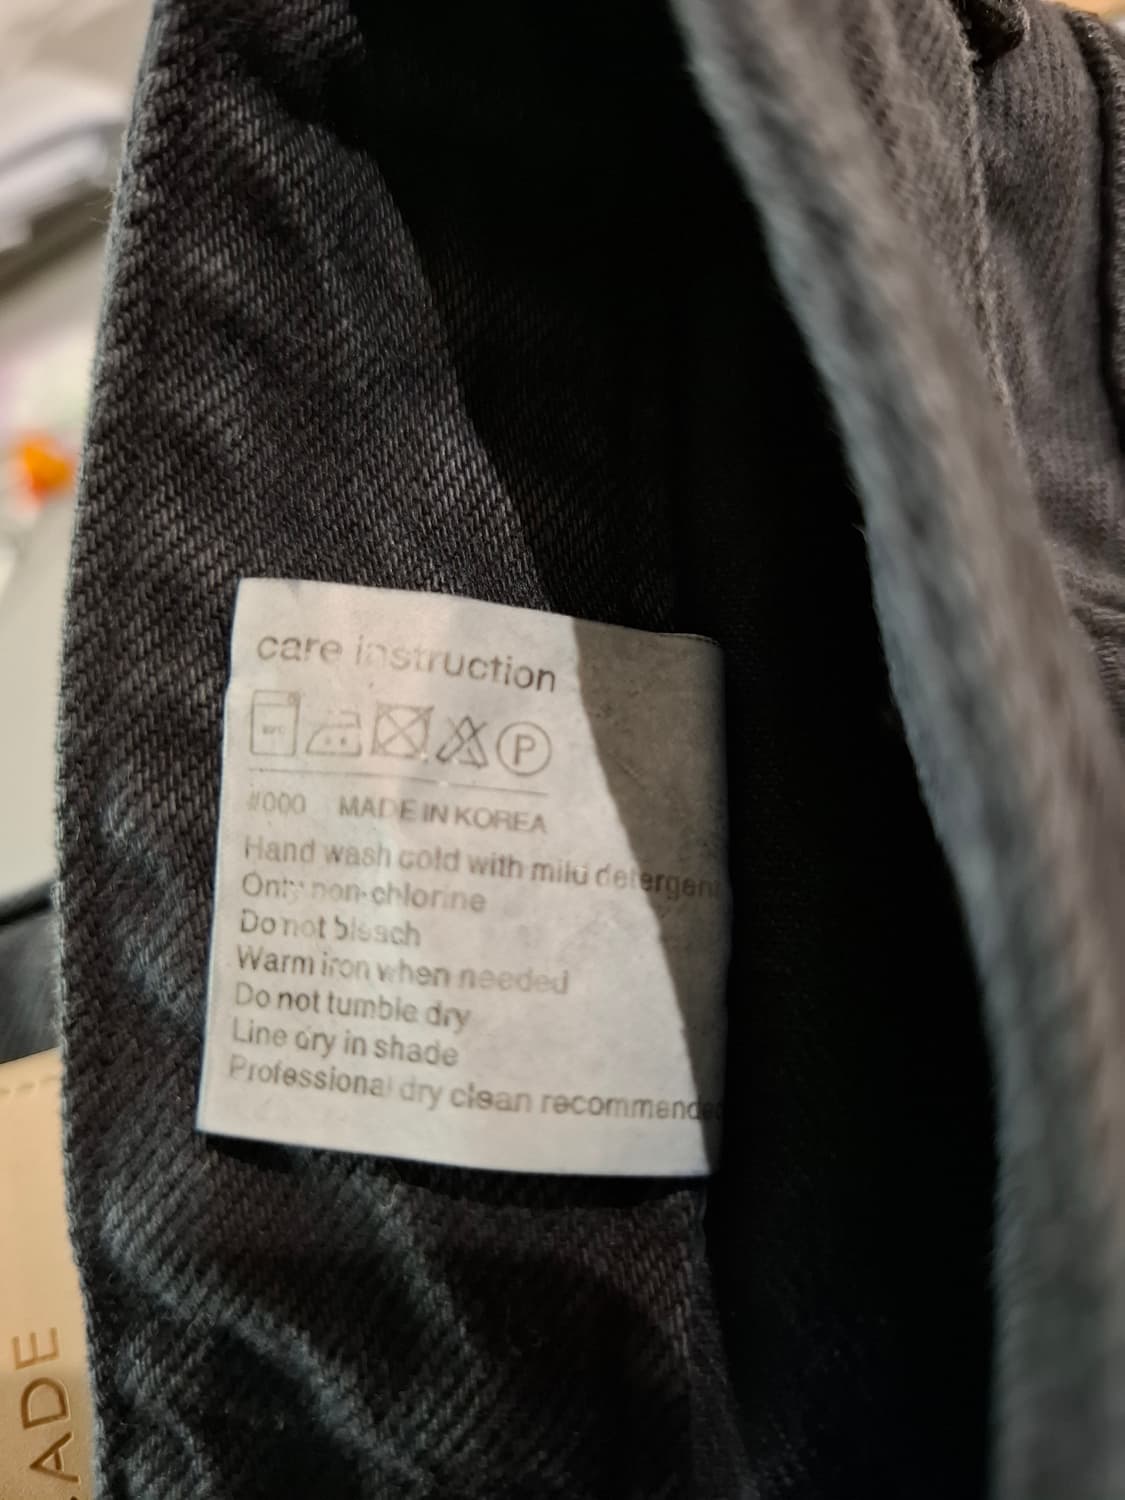 care instruction
P
#000 MADE IN KOREA
Hand wash cold with mild detergent
Only non-chlorine
Do not bleach
Warm iron when needed
Do not tumble dry
Line dry in shade
Professional dry clean recommended
ADE